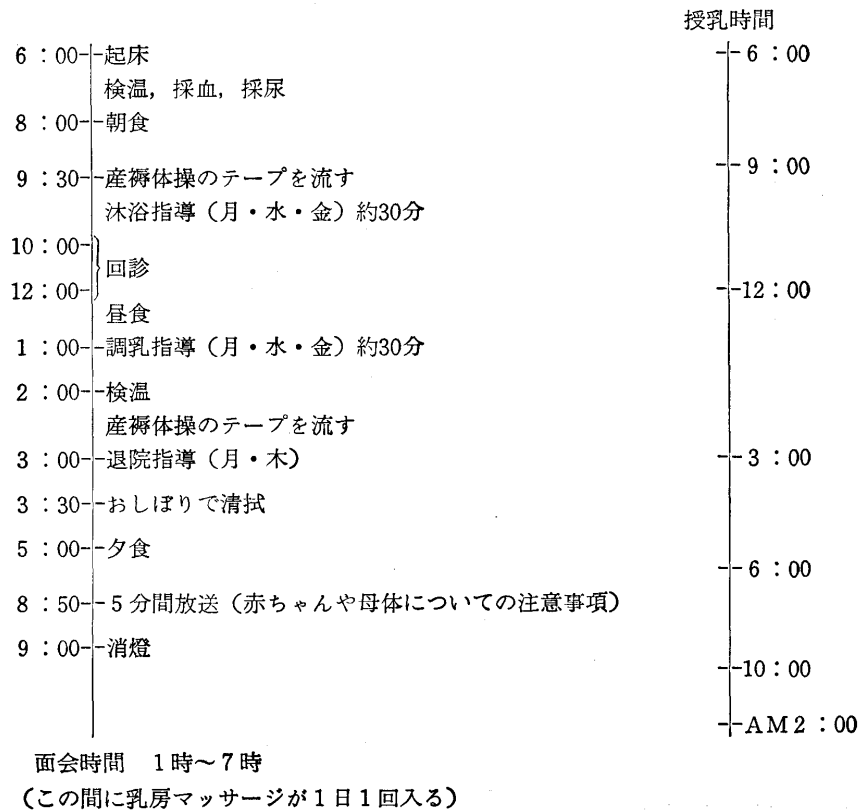 授乳時間
6：00 起床 6：00
検温，採血，採尿
8：00 朝食
9：00
9：30 産褥体操のテープを流す
沐浴指導（月・水・金）約30分
10：00
回診
12：00 12：00
昼食
1：00 調乳指導（月・水・金）約30分
2：00 検温
産褥体操のテープを流す
3：00 退院指導（月・木） 3：00
3：30 おしぼりで清拭
5：00 夕食
6：00
8：50 5分間放送（赤ちゃんや母体についての注意事項）
9：00 消燈
10：00
AM2：00
面会時間 1時～7時
（この間に乳房マッサージが1日1回入る）